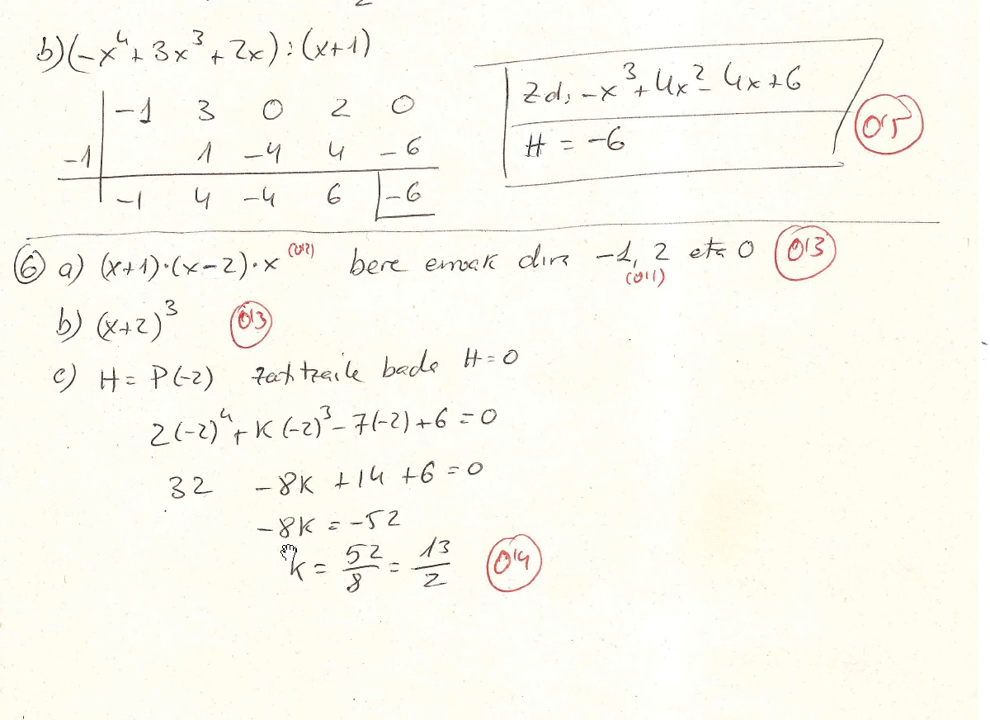 b) (-x⁴ + 3x³ + 2x) : (x+1)
-1 3 0 2 0
-1 1 -4 4 -6
-1 4 -4 6 -6
Zd: -x³ + 4x² - 4x + 6
H = -6
0'5
6 a) (x+1)·(x-2)·x (0'2) bere erroak dira -1, 2 eta 0 0'3
(0'1)
b) (x+2)³ 0'3
c) H = P(-2) zatitzaile bada H = 0
2(-2)⁴ + K(-2)³ - 7(-2) + 6 = 0
32 - 8K + 14 + 6 = 0
-8K = -52
K = 52/8 = 13/2 0'4